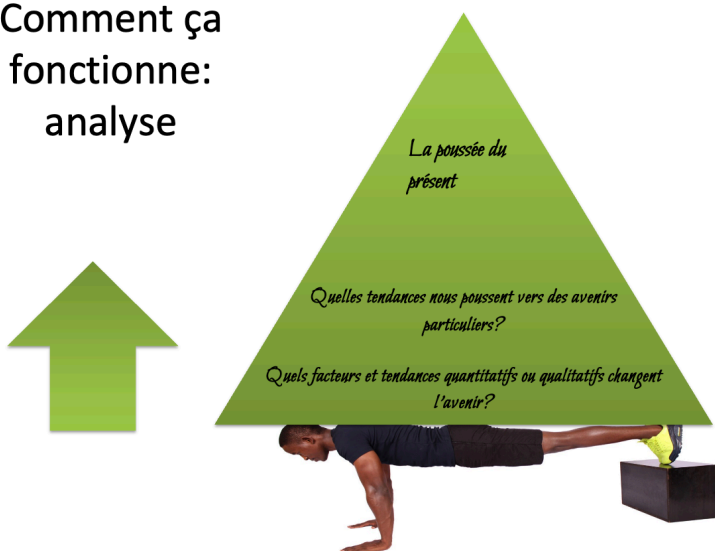 Comment ça
fonctionne:
analyse
La poussée du
présent
Quelles tendances nous poussent vers des avenirs
particuliers?
Quels facteurs et tendances quantitatifs ou qualitatifs changent
l'avenir?